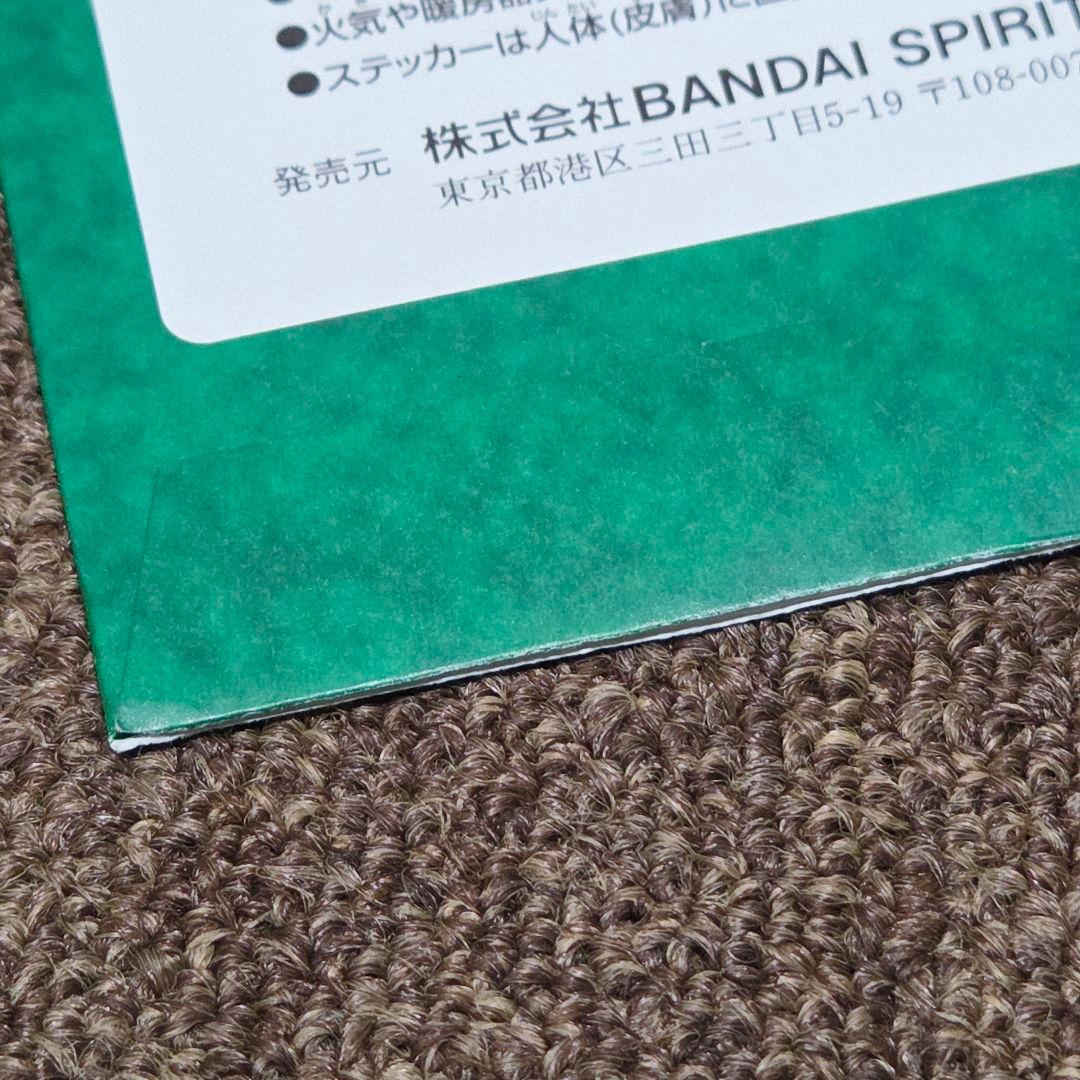 ●火気や暖房器
●ステッカーは人体(皮膚)に
発売元 株式会社BANDAI SPIRIT
東京都港区三田三丁目5-19 〒108-007